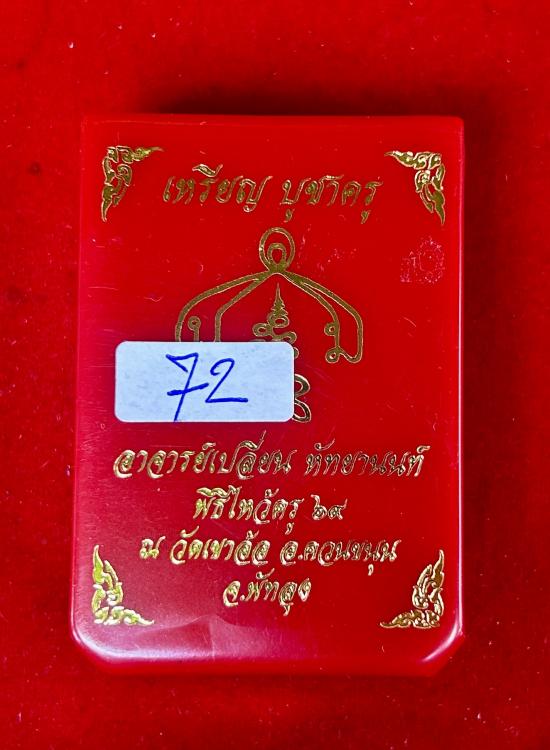 เหรียญ บูชาครู
น ม
72
อาจารย์เปลี่ยน หัทยานนท์
พิธีไหว้ครู ๖๙
ณ วัดเขาอ้อ อ.ควนขนุน
จ.พัทลุง